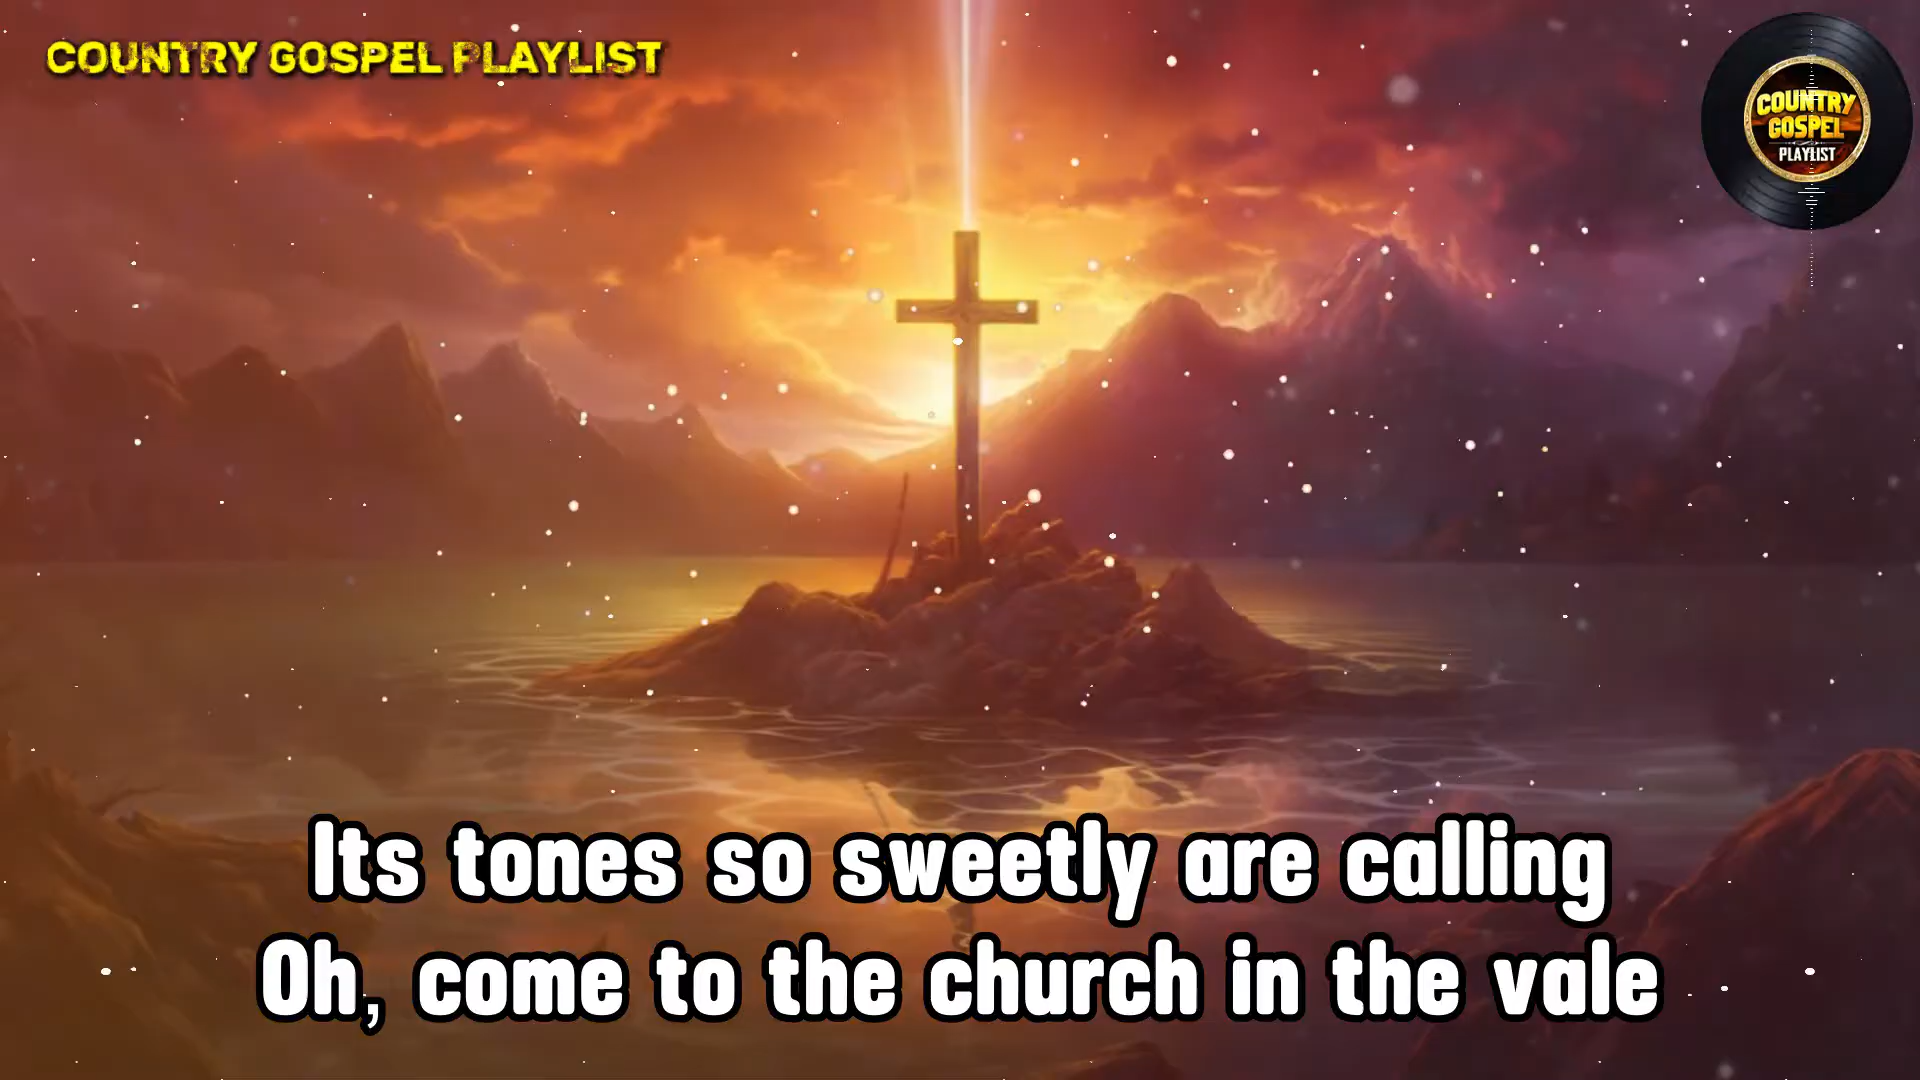 COUNTRY GOSPEL PLAYLIST
COUNTRY
GOSPEL
PLAYLIST
Its tones so sweetly are calling
Oh, come to the church in the vale